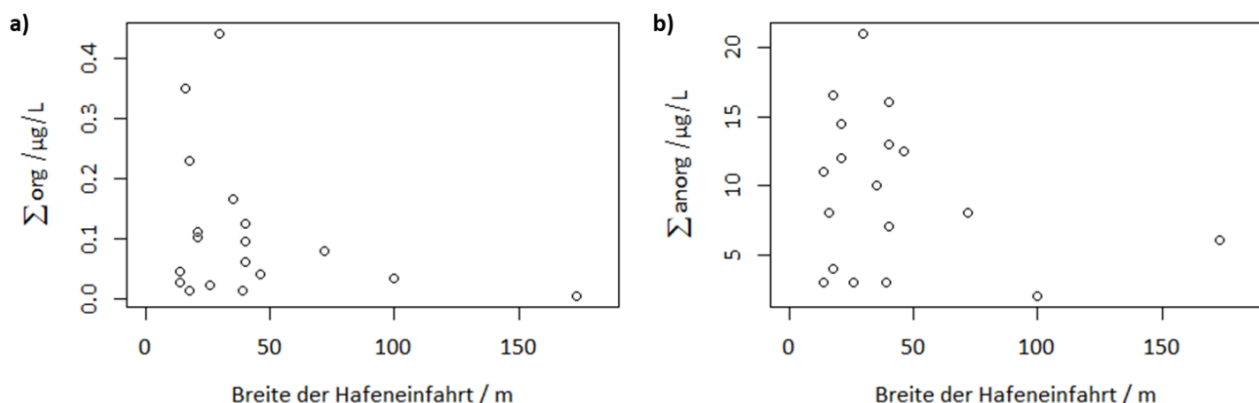 a)
∑ org /µg/L
0.0 0.1 0.2 0.3 0.4
0 50 100 150
Breite der Hafeneinfahrt / m
b)
∑ anorg /µg/L
5 10 15 20
0 50 100 150
Breite der Hafeneinfahrt / m